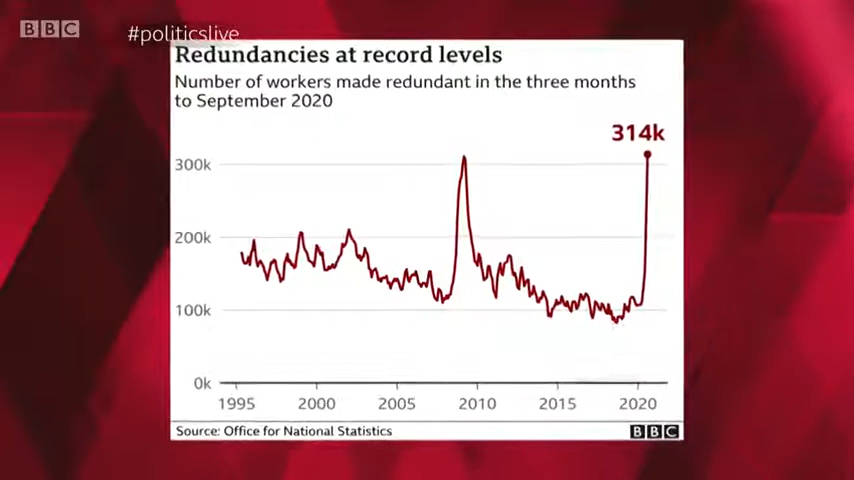 BBC
#politicslive
Redundancies at record levels
Number of workers made redundant in the three months
to September 2020
314k
300k
200k
100k
0k
1995 2000 2005 2010 2015 2020
Source: Office for National Statistics
BBC